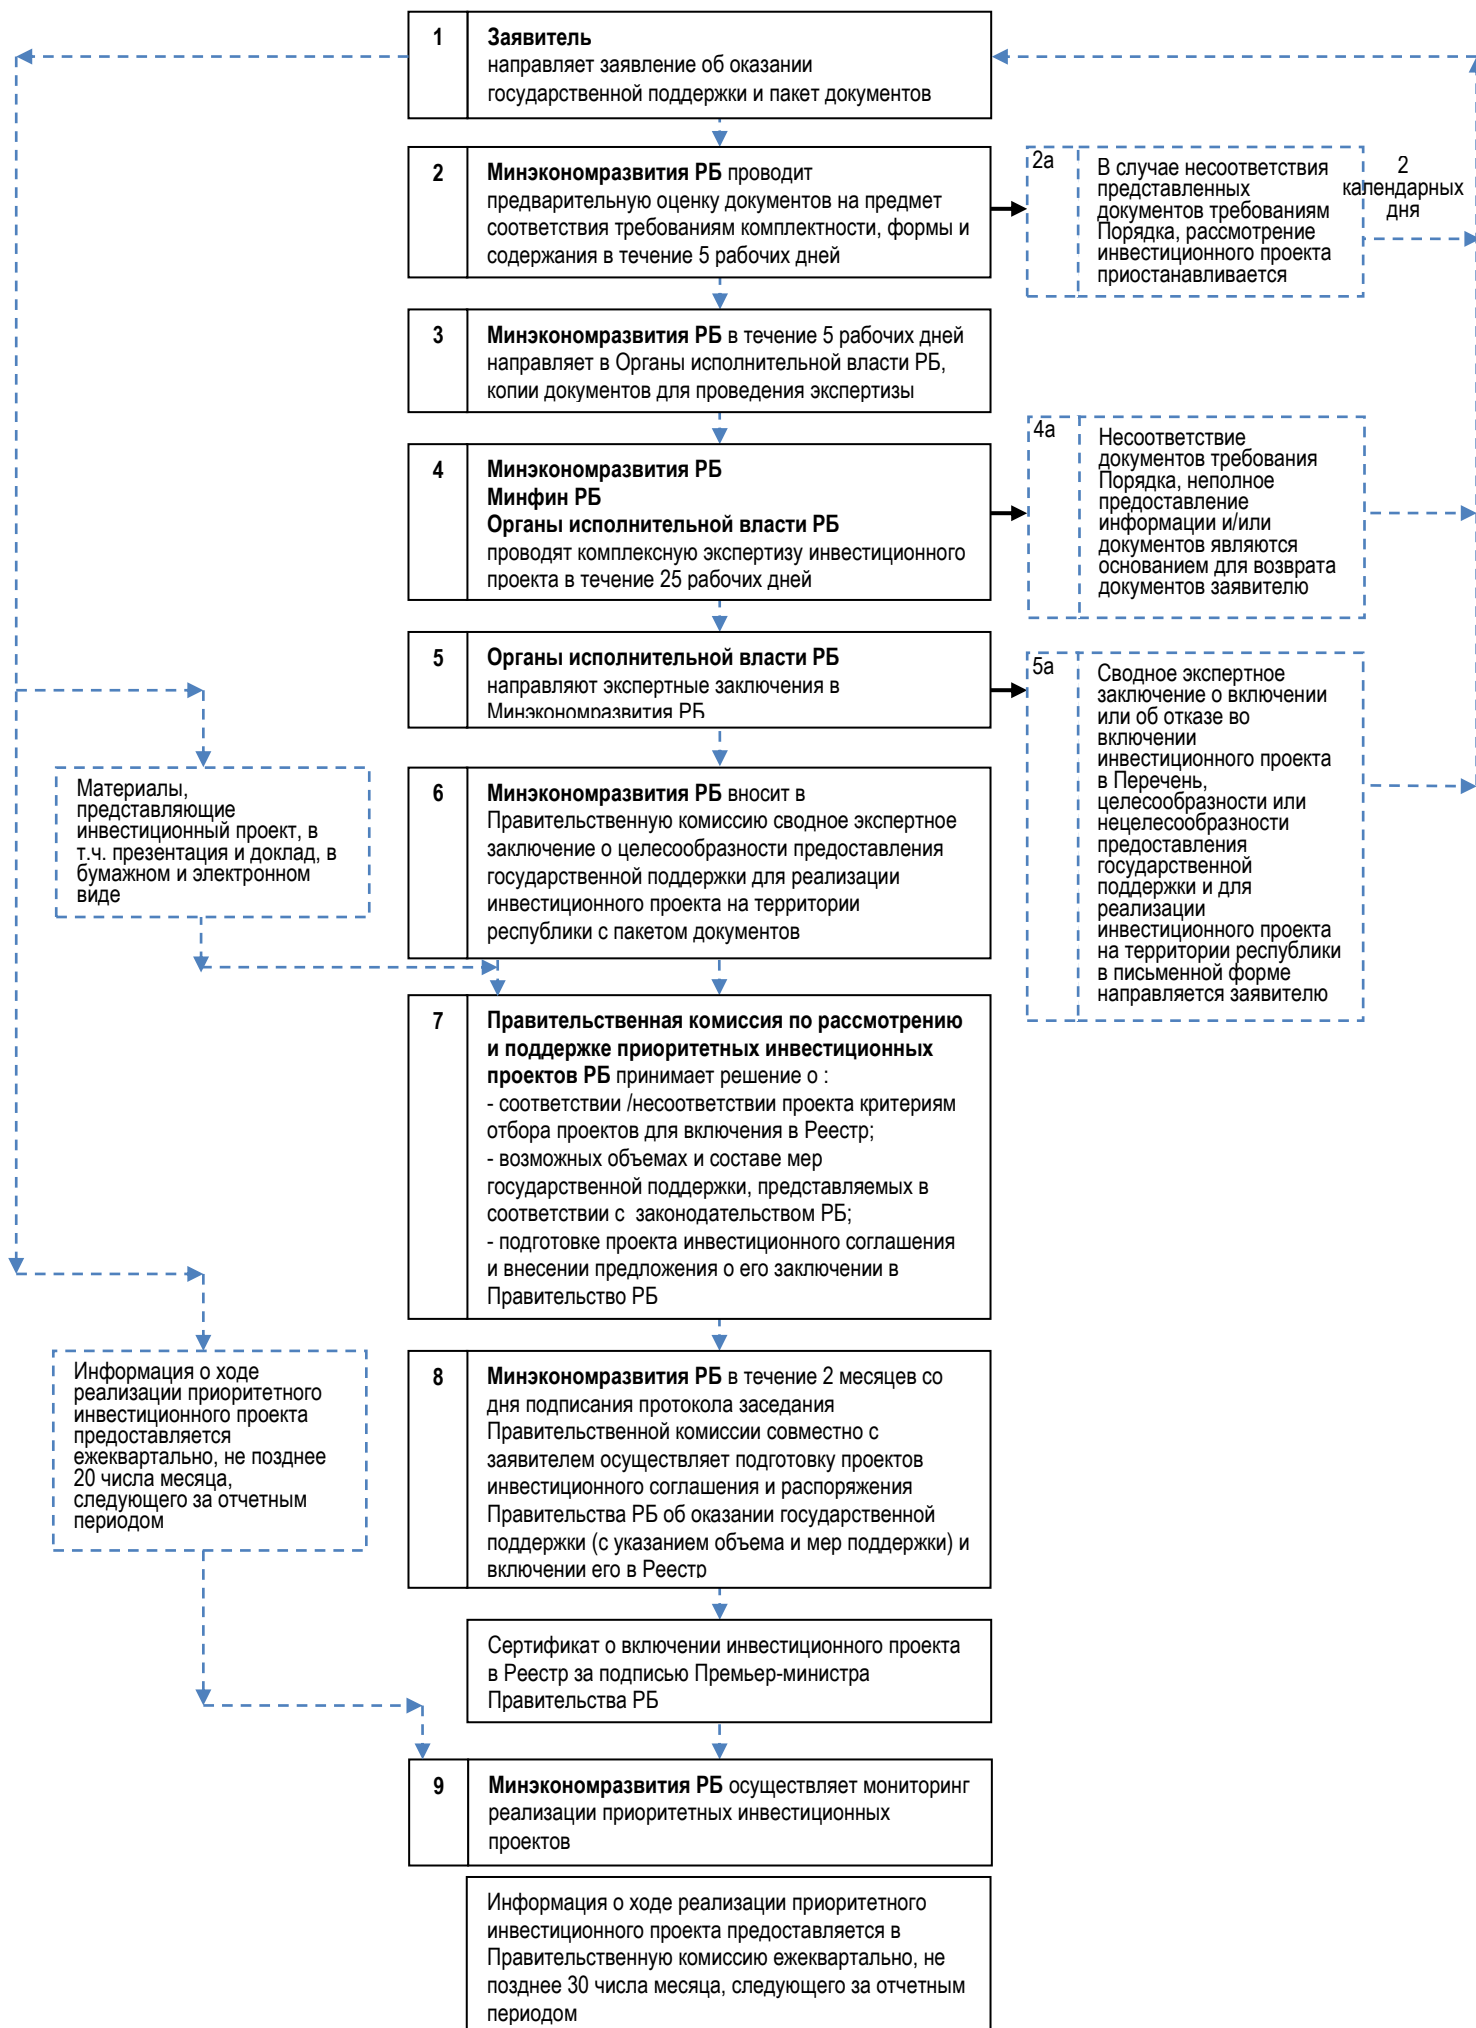 1
Заявитель
направляет заявление об оказании
государственной поддержки и пакет документов
2
Минэкономразвития РБ проводит
предварительную оценку документов на предмет
соответствия требованиям комплектности, формы и
содержания в течение 5 рабочих дней
2а
В случае несоответствия
представленных
документов требованиям
Порядка, рассмотрение
инвестиционного проекта
приостанавливается
2
календарных
дня
3
Минэкономразвития РБ в течение 5 рабочих дней
направляет в Органы исполнительной власти РБ,
копии документов для проведения экспертизы
4
Минэкономразвития РБ
Минфин РБ
Органы исполнительной власти РБ
проводят комплексную экспертизу инвестиционного
проекта в течение 25 рабочих дней
4а
Несоответствие
документов требования
Порядка, неполное
предоставление
информации и/или
документов являются
основанием для возврата
документов заявителю
5
Органы исполнительной власти РБ
направляют экспертные заключения в
Минэкономразвития РБ
5а
Сводное экспертное
заключение о включении
или об отказе во
включении
инвестиционного проекта
в Перечень,
целесообразности или
нецелесообразности
предоставления
государственной
поддержки и для
реализации
инвестиционного проекта
на территории республики
в письменной форме
направляется заявителю
Материалы,
представляющие
инвестиционный проект, в
т.ч. презентация и доклад, в
бумажном и электронном
виде
6
Минэкономразвития РБ вносит в
Правительственную комиссию сводное экспертное
заключение о целесообразности предоставления
государственной поддержки для реализации
инвестиционного проекта на территории
республики с пакетом документов
7
Правительственная комиссия по рассмотрению
и поддержке приоритетных инвестиционных
проектов РБ принимает решение о :
- соответствии /несоответствии проекта критериям
отбора проектов для включения в Реестр;
- возможных объемах и составе мер
государственной поддержки, представляемых в
соответствии с  законодательством РБ;
- подготовке проекта инвестиционного соглашения
и внесении предложения о его заключении в
Правительство РБ
Информация о ходе
реализации приоритетного
инвестиционного проекта
предоставляется
ежеквартально, не позднее
20 числа месяца,
следующего за отчетным
периодом
8
Минэкономразвития РБ в течение 2 месяцев со
дня подписания протокола заседания
Правительственной комиссии совместно с
заявителем осуществляет подготовку проектов
инвестиционного соглашения и распоряжения
Правительства РБ об оказании государственной
поддержки (с указанием объема и мер поддержки) и
включении его в Реестр
Сертификат о включении инвестиционного проекта
в Реестр за подписью Премьер-министра
Правительства РБ
9
Минэкономразвития РБ осуществляет мониторинг
реализации приоритетных инвестиционных
проектов
Информация о ходе реализации приоритетного
инвестиционного проекта предоставляется в
Правительственную комиссию ежеквартально, не
позднее 30 числа месяца, следующего за отчетным
периодом